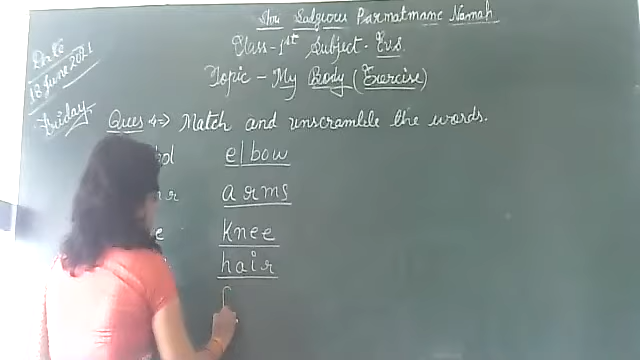 Shri Sadgurave Parmatmane Namah
Date
18 June 2021
Friday
Class - 1st Subject - Evs.
Topic - My Body (Exercise)
Ques 4=> Match and unscramble the words.
elbow
arms
Knee
hair